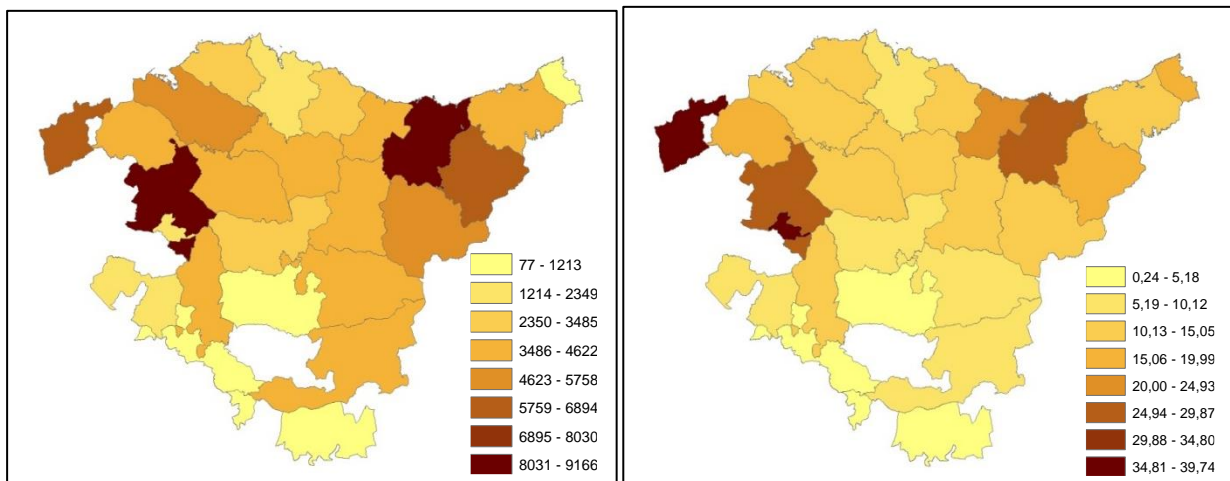 77 - 1213
1214 - 2349
2350 - 3485
3486 - 4622
4623 - 5758
5759 - 6894
6895 - 8030
8031 - 9166
0,24 - 5,18
5,19 - 10,12
10,13 - 15,05
15,06 - 19,99
20,00 - 24,93
24,94 - 29,87
29,88 - 34,80
34,81 - 39,74